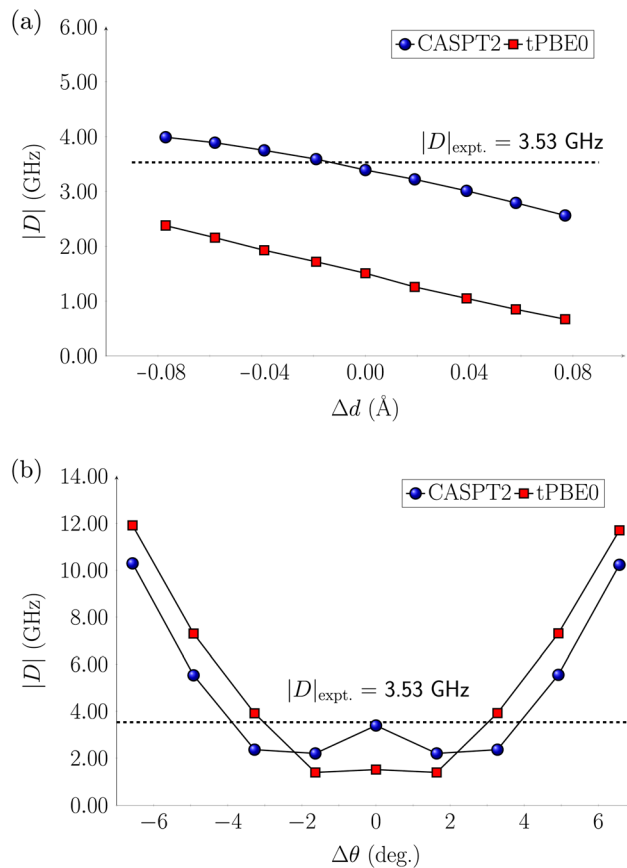 (a)
6.00
5.00
4.00
3.00
2.00
1.00
0.00
|D| (GHz)
CASPT2 tPBE0
|D|expt. = 3.53 GHz
-0.08 -0.04 0.00 0.04 0.08
Δd (Å)
(b)
14.00
12.00
10.00
8.00
6.00
4.00
2.00
0.00
|D| (GHz)
CASPT2 tPBE0
|D|expt. = 3.53 GHz
−6 −4 −2 0 2 4 6
Δθ (deg.)